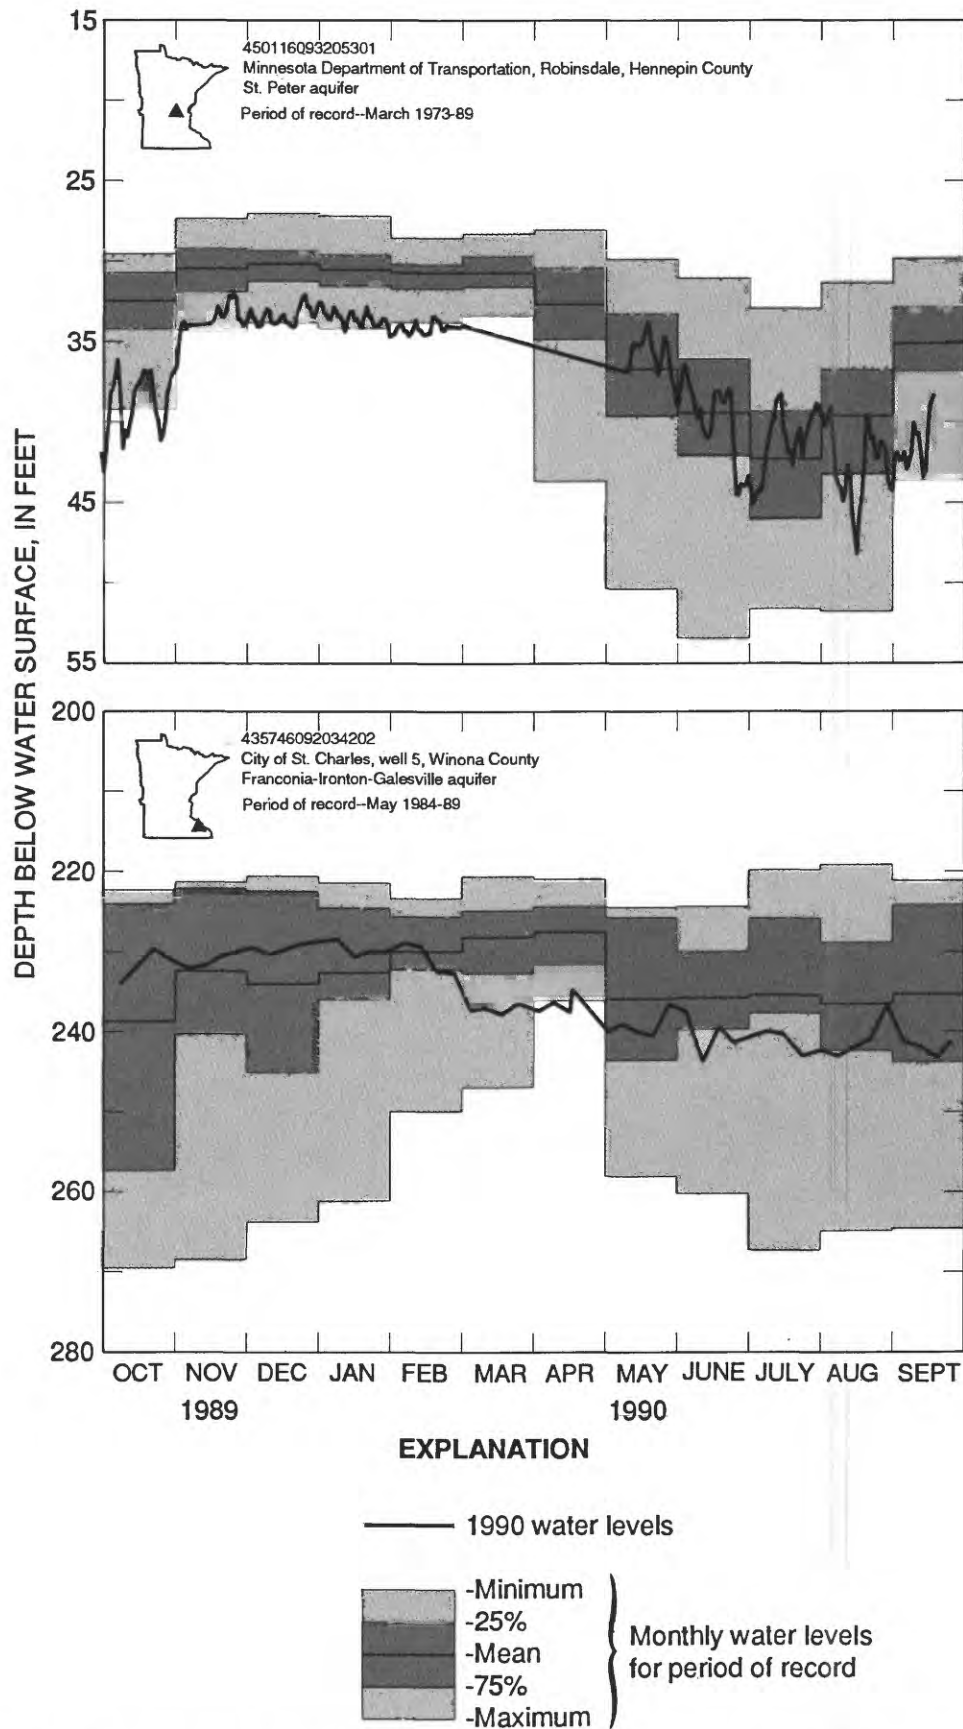 DEPTH BELOW WATER SURFACE, IN FEET
15
25
35
45
55
450116093205301
Minnesota Department of Transportation, Robinsdale, Hennepin County
St. Peter aquifer
Period of record--March 1973-89
200
220
240
260
280
435746092034202
City of St. Charles, well 5, Winona County
Franconia-Ironton-Galesville aquifer
Period of record--May 1984-89
OCT NOV DEC JAN FEB MAR APR MAY JUNE JULY AUG SEPT
1989 1990
EXPLANATION
1990 water levels
-Minimum
-25%
-Mean
-75%
-Maximum
Monthly water levels
for period of record